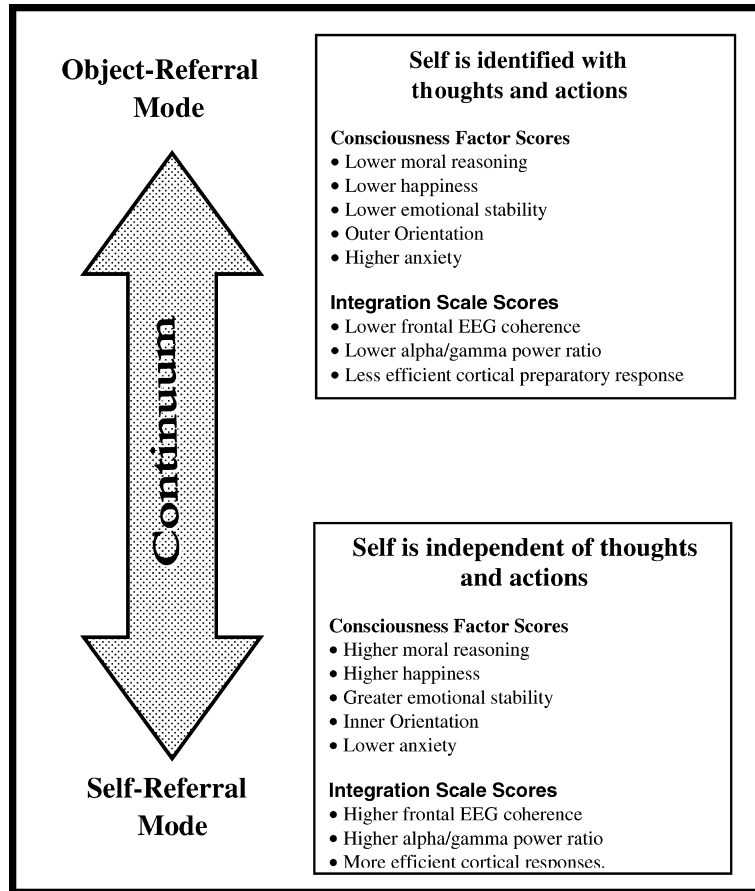 Object-Referral
Mode
Continuum
Self-Referral
Mode
Self is identified with
thoughts and actions
Consciousness Factor Scores
• Lower moral reasoning
• Lower happiness
• Lower emotional stability
• Outer Orientation
• Higher anxiety
Integration Scale Scores
• Lower frontal EEG coherence
• Lower alpha/gamma power ratio
• Less efficient cortical preparatory response
Self is independent of thoughts
and actions
Consciousness Factor Scores
• Higher moral reasoning
• Higher happiness
• Greater emotional stability
• Inner Orientation
• Lower anxiety
Integration Scale Scores
• Higher frontal EEG coherence
• Higher alpha/gamma power ratio
• More efficient cortical responses.